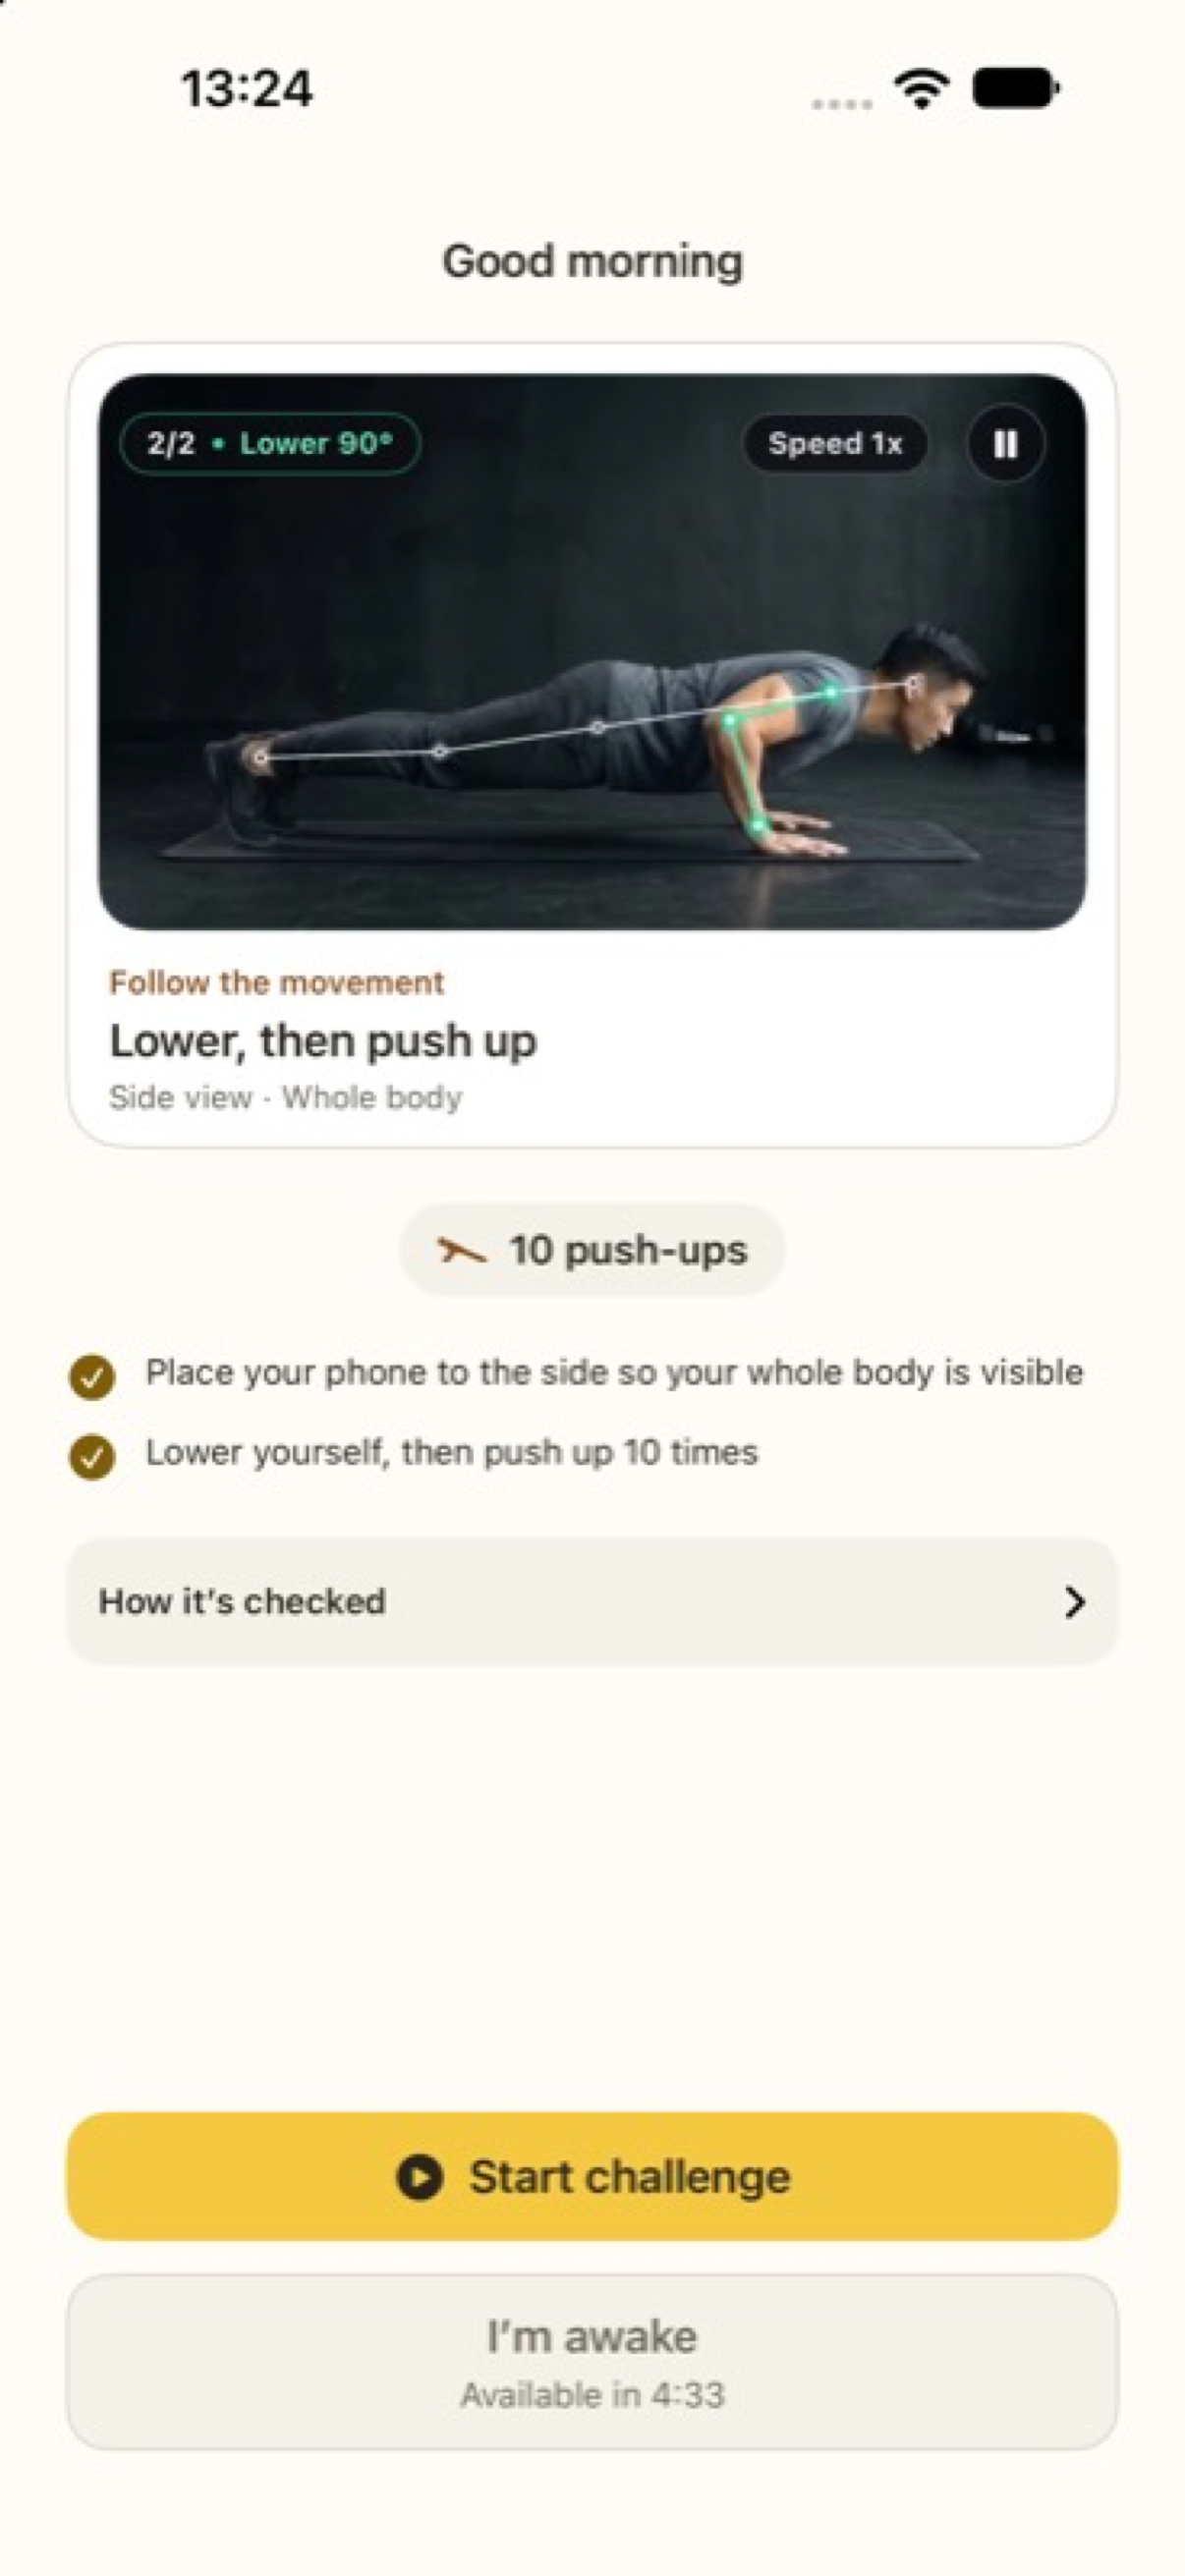 13:24
Good morning
2/2 • Lower 90°
Speed 1x
Follow the movement
Lower, then push up
Side view · Whole body
10 push-ups
Place your phone to the side so your whole body is visible
Lower yourself, then push up 10 times
How it’s checked
Start challenge
I’m awake
Available in 4:33